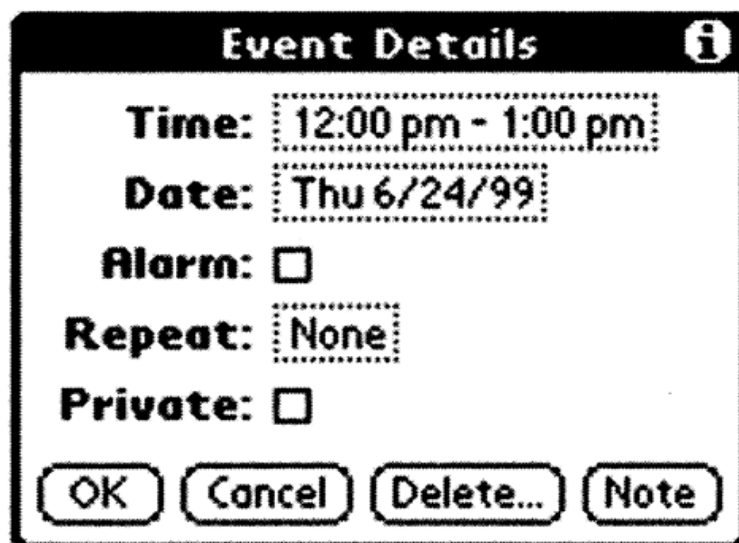 Event Details i
Time: 12:00 pm - 1:00 pm
Date: Thu 6/24/99
Alarm:
Repeat: None
Private:
OK Cancel Delete... Note